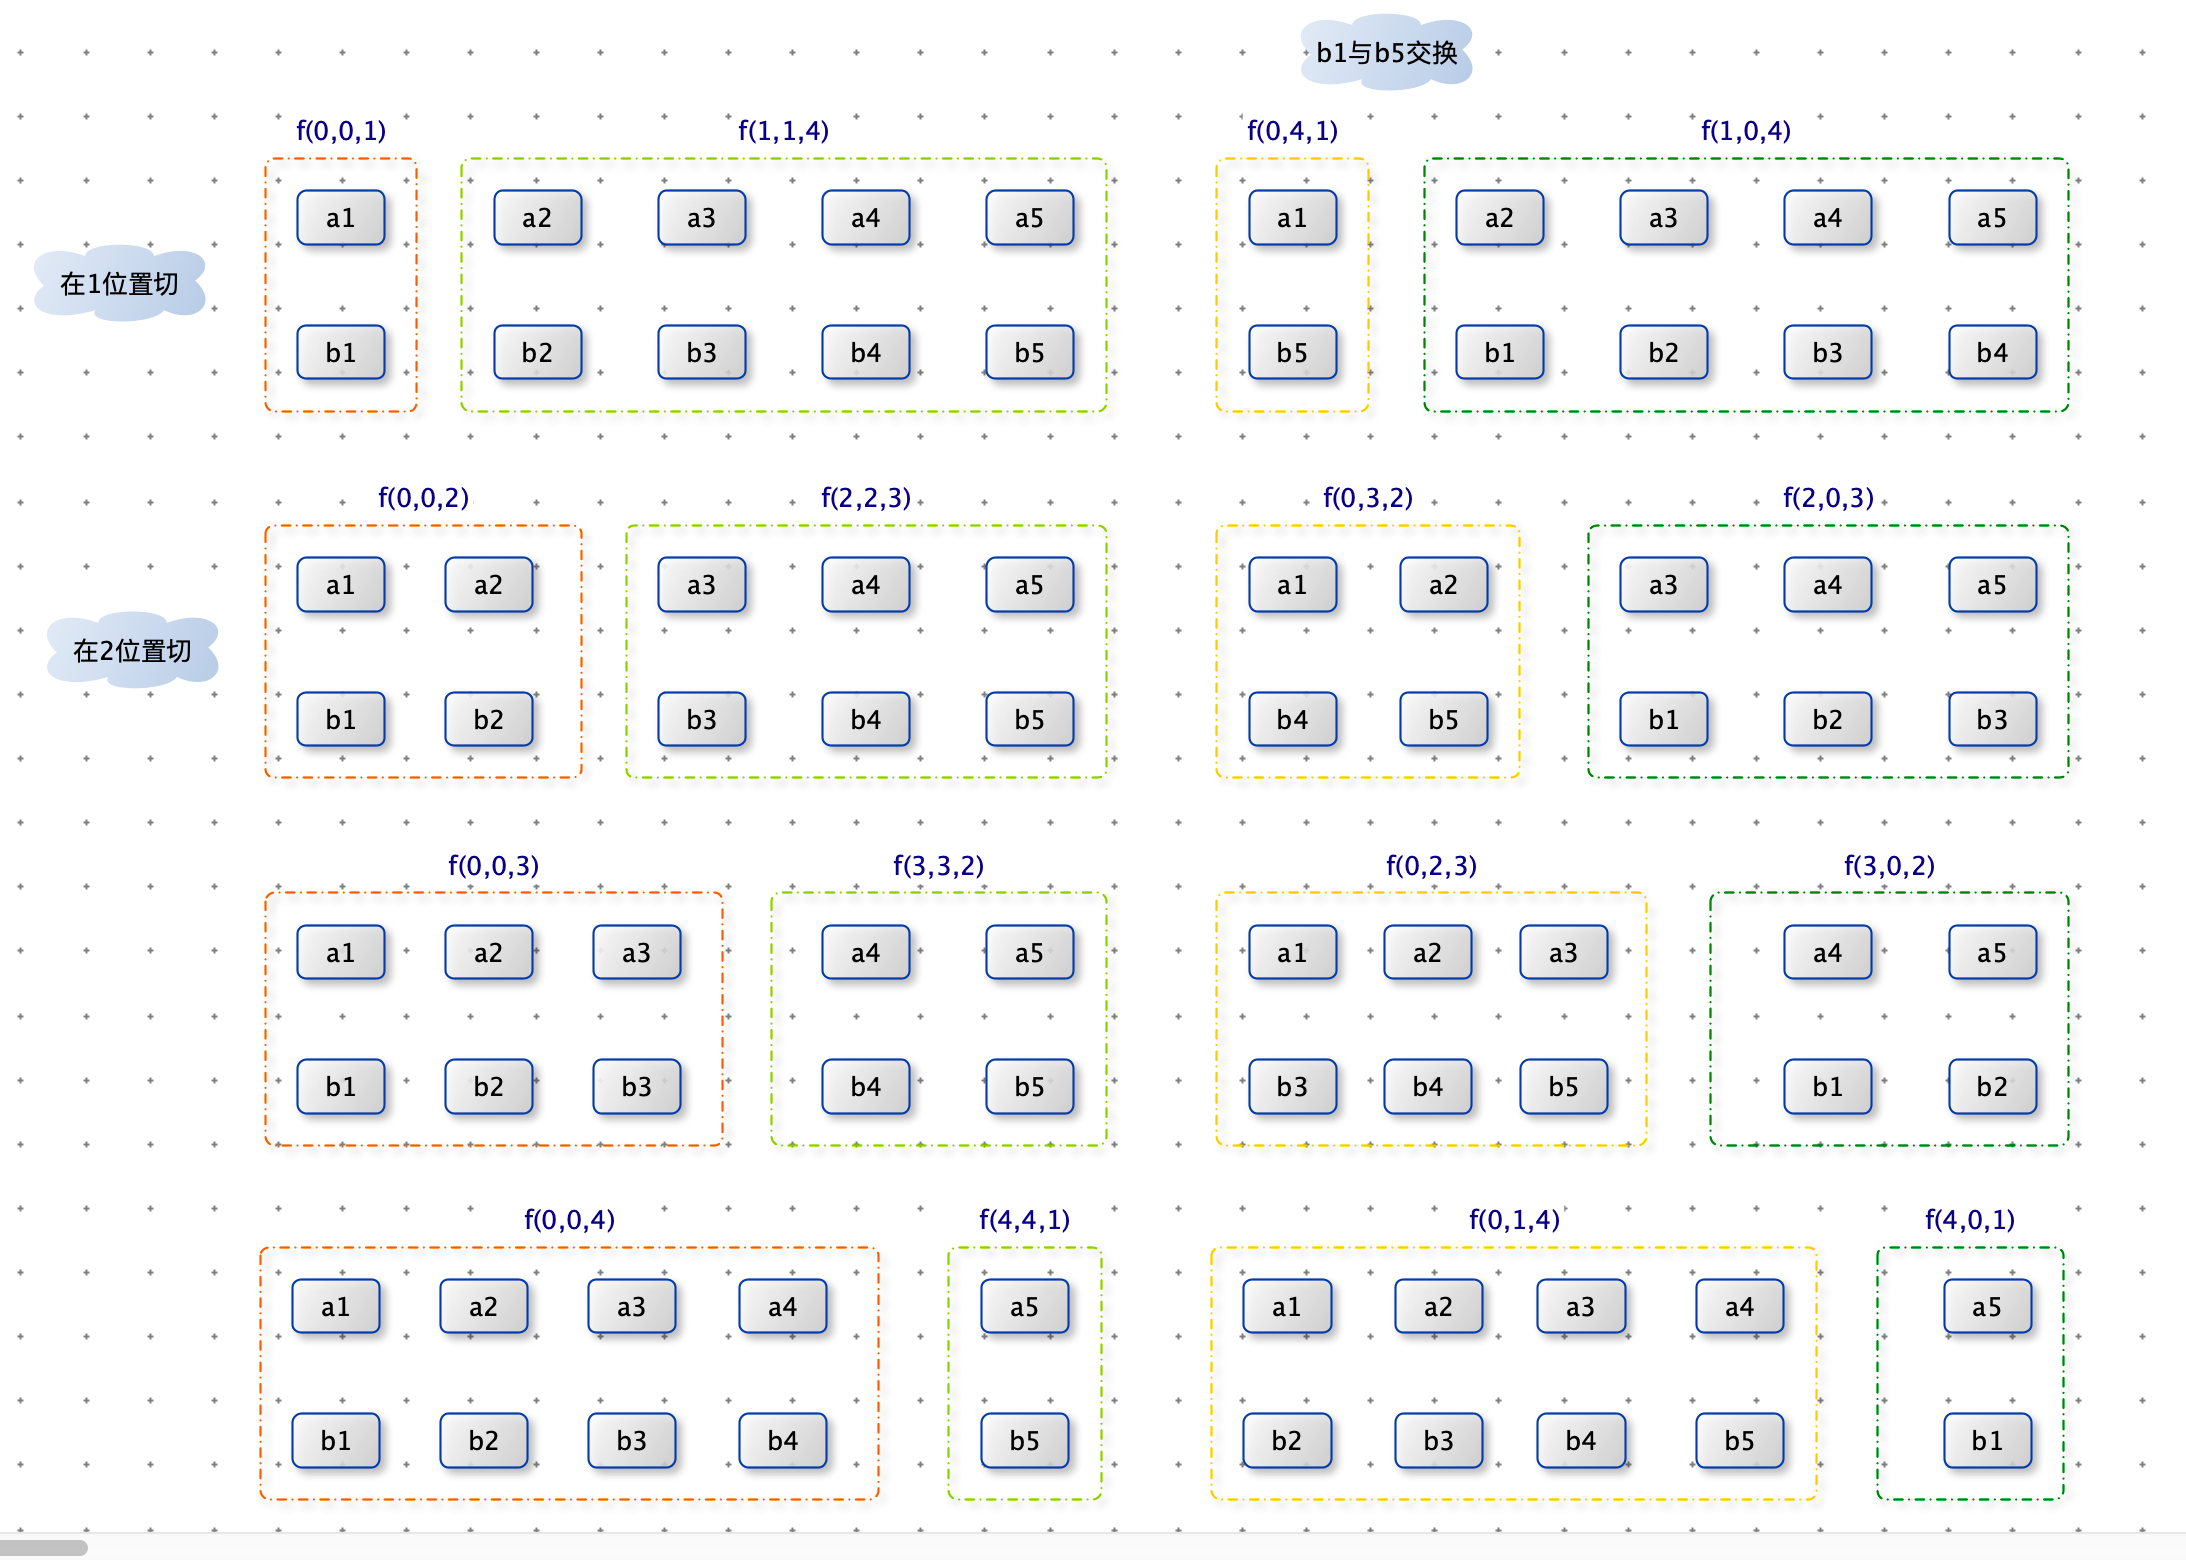 b1与b5交换
f(0,0,1) f(1,1,4) f(0,4,1) f(1,0,4)
a1 a2 a3 a4 a5 a1 a2 a3 a4 a5
在1位置切
b1 b2 b3 b4 b5 b5 b1 b2 b3 b4
f(0,0,2) f(2,2,3) f(0,3,2) f(2,0,3)
a1 a2 a3 a4 a5 a1 a2 a3 a4 a5
在2位置切
b1 b2 b3 b4 b5 b4 b5 b1 b2 b3
f(0,0,3) f(3,3,2) f(0,2,3) f(3,0,2)
a1 a2 a3 a4 a5 a1 a2 a3 a4 a5
b1 b2 b3 b4 b5 b3 b4 b5 b1 b2
f(0,0,4) f(4,4,1) f(0,1,4) f(4,0,1)
a1 a2 a3 a4 a5 a1 a2 a3 a4 a5
b1 b2 b3 b4 b5 b2 b3 b4 b5 b1